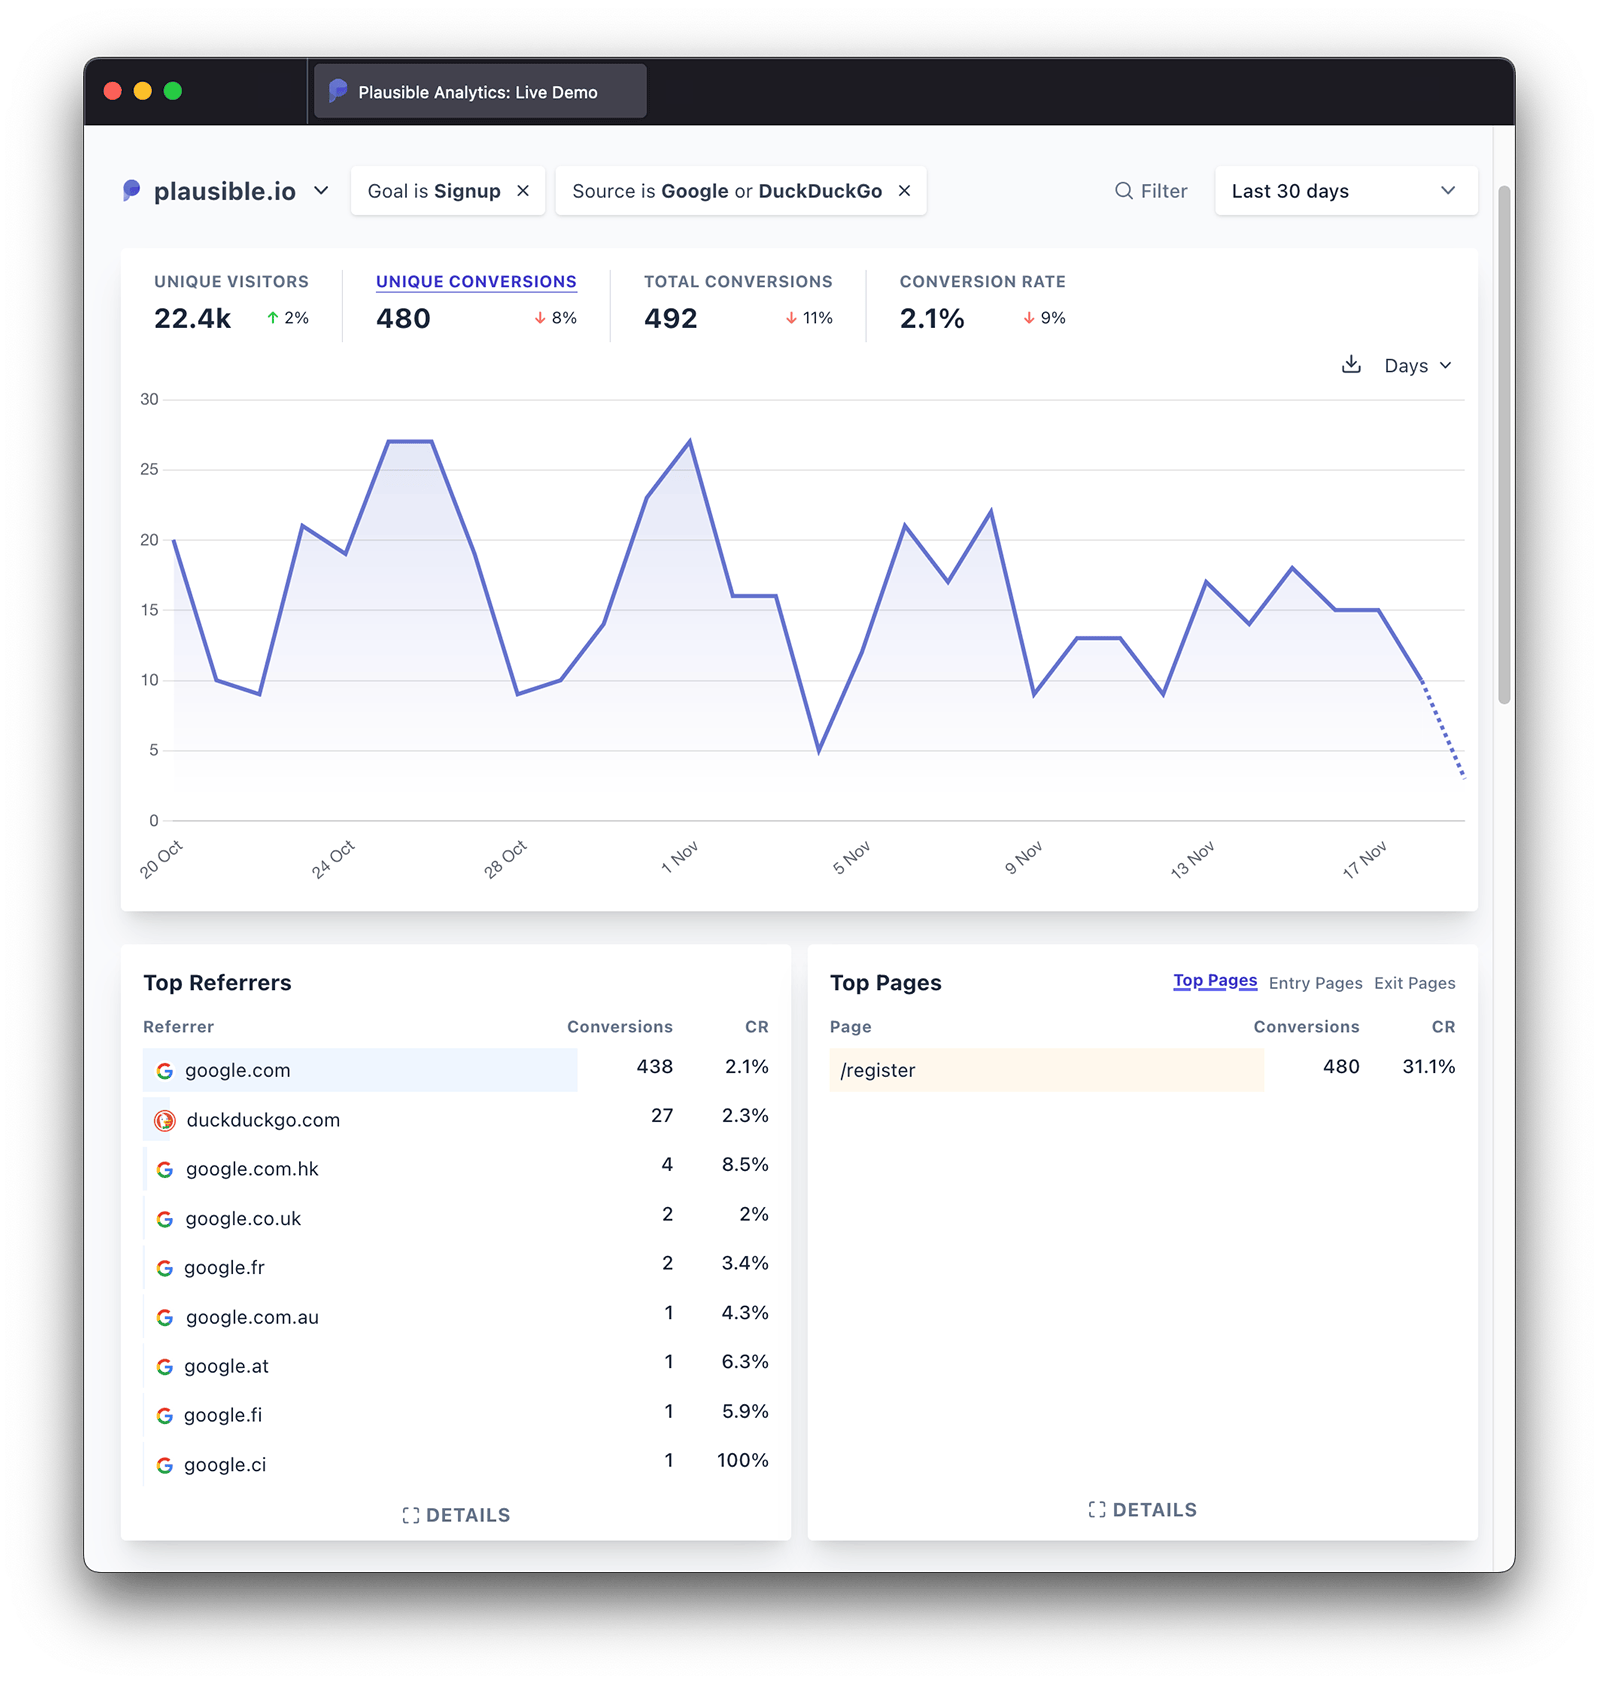 Plausible Analytics: Live Demo
plausible.io
Goal is Signup ×
Source is Google or DuckDuckGo ×
Filter
Last 30 days
UNIQUE VISITORS
22.4k ↑ 2%
UNIQUE CONVERSIONS
480 ↓ 8%
TOTAL CONVERSIONS
492 ↓ 11%
CONVERSION RATE
2.1% ↓ 9%
Days
30
25
20
15
10
5
0
20 Oct 24 Oct 28 Oct 1 Nov 5 Nov 9 Nov 13 Nov 17 Nov
Top Referrers
Referrer Conversions CR
google.com 438 2.1%
duckduckgo.com 27 2.3%
google.com.hk 4 8.5%
google.co.uk 2 2%
google.fr 2 3.4%
google.com.au 1 4.3%
google.at 1 6.3%
google.fi 1 5.9%
google.ci 1 100%
DETAILS
Top Pages
Top Pages Entry Pages Exit Pages
Page Conversions CR
/register 480 31.1%
DETAILS